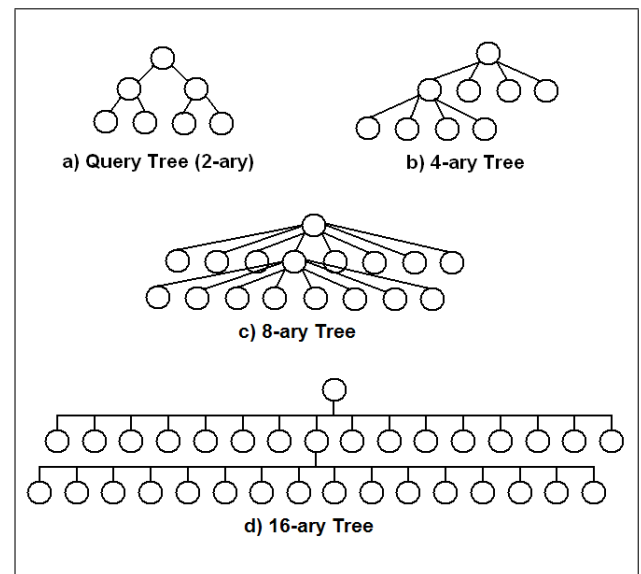 a) Query Tree (2-ary)
b) 4-ary Tree
c) 8-ary Tree
d) 16-ary Tree